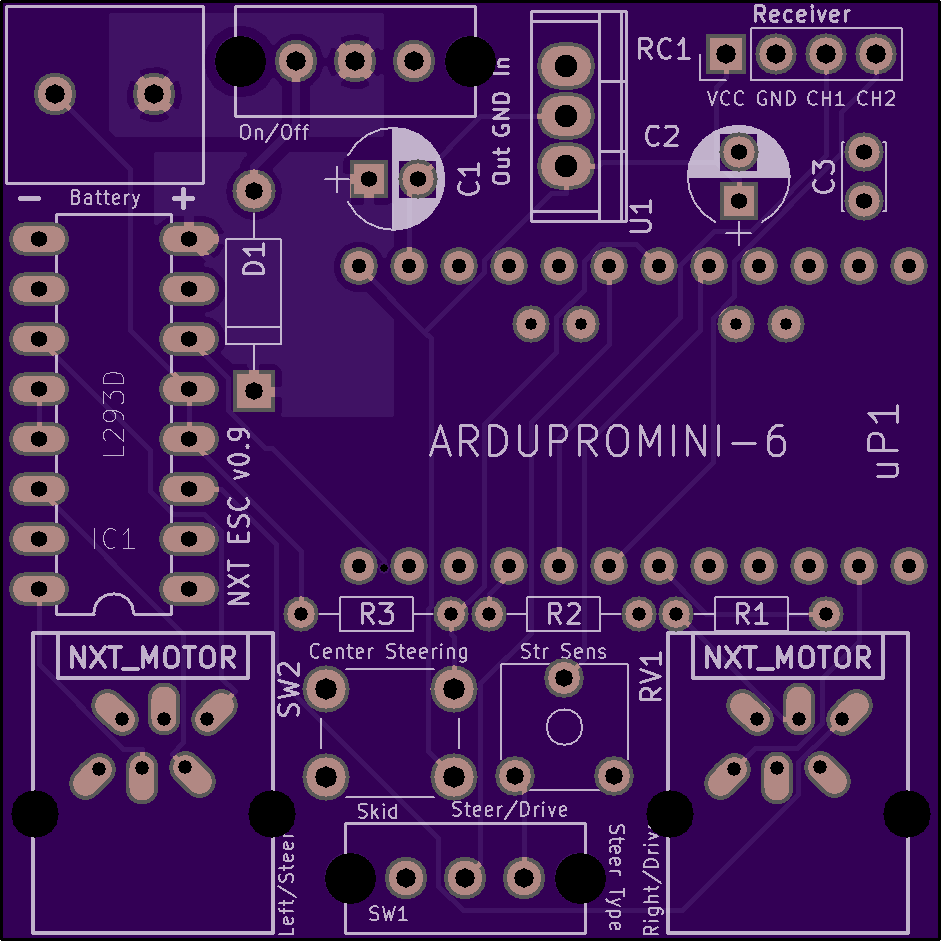 Receiver
RC1
VCC GND CH1 CH2
On/Off
Out GND In
C1
C2
C3
U1
− Battery +
D1
L293D
IC1
NXT ESC v0.9
ARDUPROMINI-6
uP1
R3
R2
R1
NXT_MOTOR
Center Steering
Str Sens
NXT_MOTOR
SW2
RV1
Skid
Steer/Drive
Left/Steer
SW1
Steer Type
Right/Drive